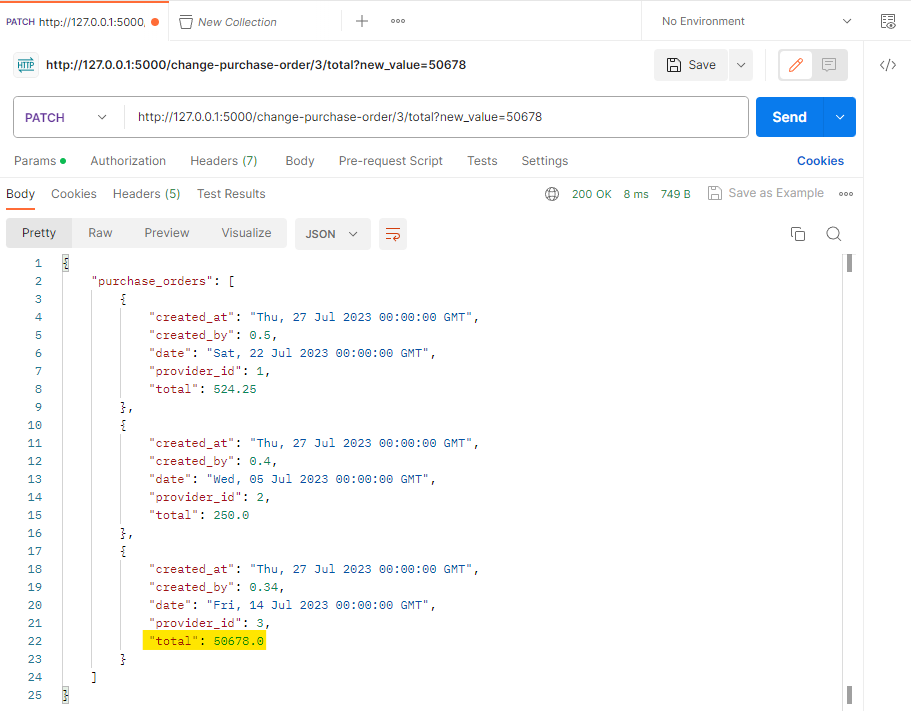 PATCH http://127.0.0.1:5000, New Collection No Environment
HTTP http://127.0.0.1:5000/change-purchase-order/3/total?new_value=50678 Save
PATCH http://127.0.0.1:5000/change-purchase-order/3/total?new_value=50678 Send
Params Authorization Headers (7) Body Pre-request Script Tests Settings Cookies
Body Cookies Headers (5) Test Results 200 OK 8 ms 749 B Save as Example
Pretty Raw Preview Visualize JSON
1 {
2 "purchase_orders": [
3 {
4 "created_at": "Thu, 27 Jul 2023 00:00:00 GMT",
5 "created_by": 0.5,
6 "date": "Sat, 22 Jul 2023 00:00:00 GMT",
7 "provider_id": 1,
8 "total": 524.25
9 },
10 {
11 "created_at": "Thu, 27 Jul 2023 00:00:00 GMT",
12 "created_by": 0.4,
13 "date": "Wed, 05 Jul 2023 00:00:00 GMT",
14 "provider_id": 2,
15 "total": 250.0
16 },
17 {
18 "created_at": "Thu, 27 Jul 2023 00:00:00 GMT",
19 "created_by": 0.34,
20 "date": "Fri, 14 Jul 2023 00:00:00 GMT",
21 "provider_id": 3,
22 "total": 50678.0
23 }
24 ]
25 }